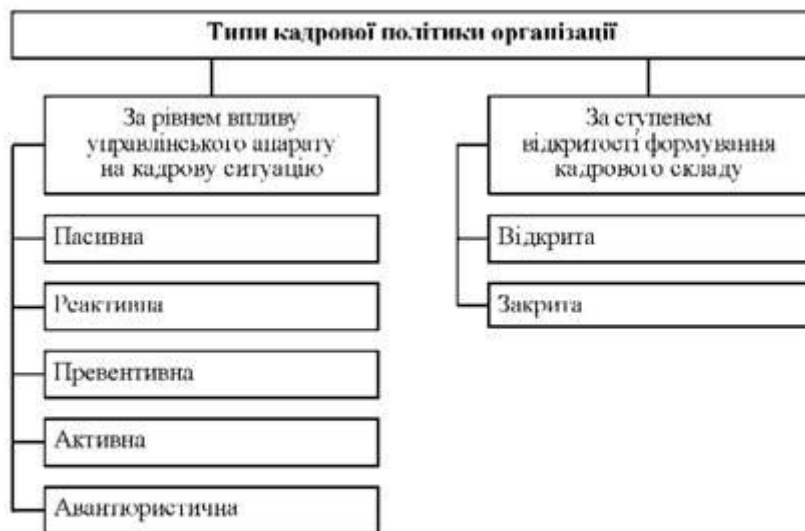 Типи кадрової політики організації
За рівнем впливу
управлінського апарату
на кадрову ситуацію
Пасивна
Реактивна
Превентивна
Активна
Авантюристична
За ступенем
відкритості формування
кадрового складу
Відкрита
Закрита